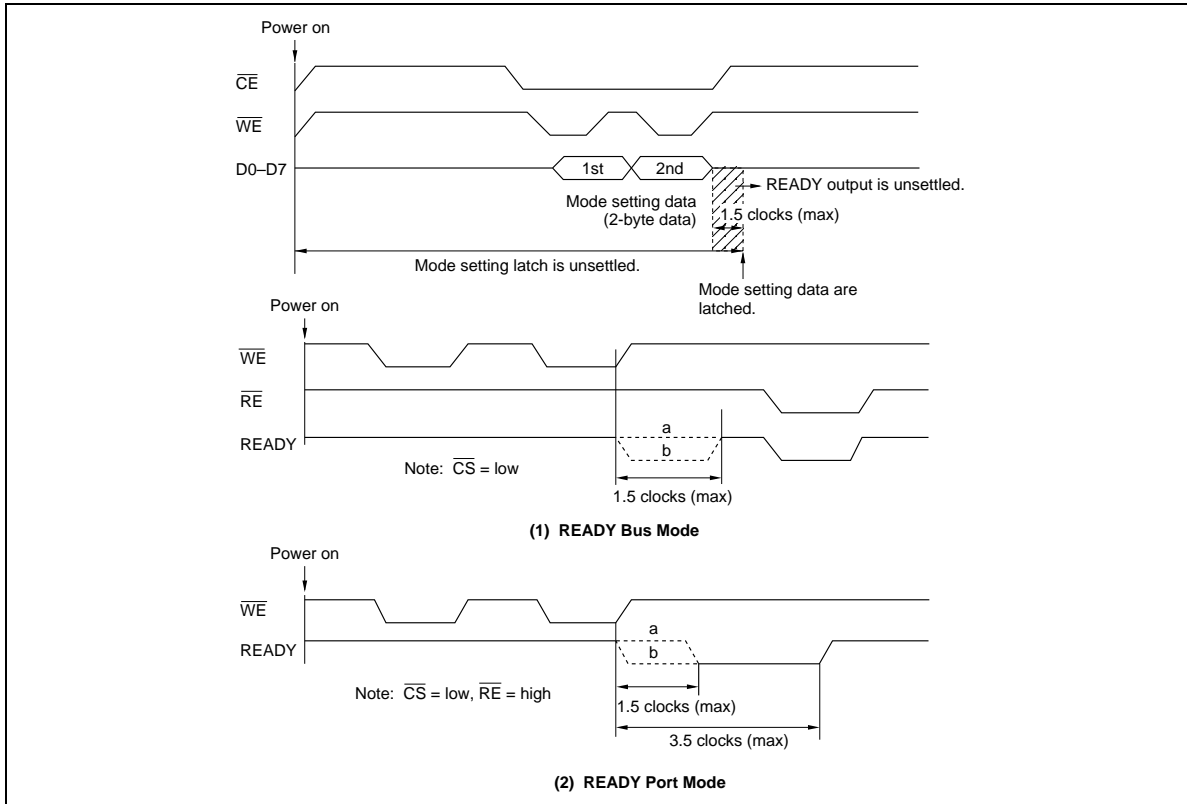 Power on
CE
WE
D0–D7
1st
2nd
READY output is unsettled.
Mode setting data
(2-byte data)
1.5 clocks (max)
Mode setting latch is unsettled.
Mode setting data are
latched.
Power on
WE
RE
READY
a
b
Note: CS = low
1.5 clocks (max)
(1) READY Bus Mode
Power on
WE
READY
a
b
Note: CS = low, RE = high
1.5 clocks (max)
3.5 clocks (max)
(2) READY Port Mode